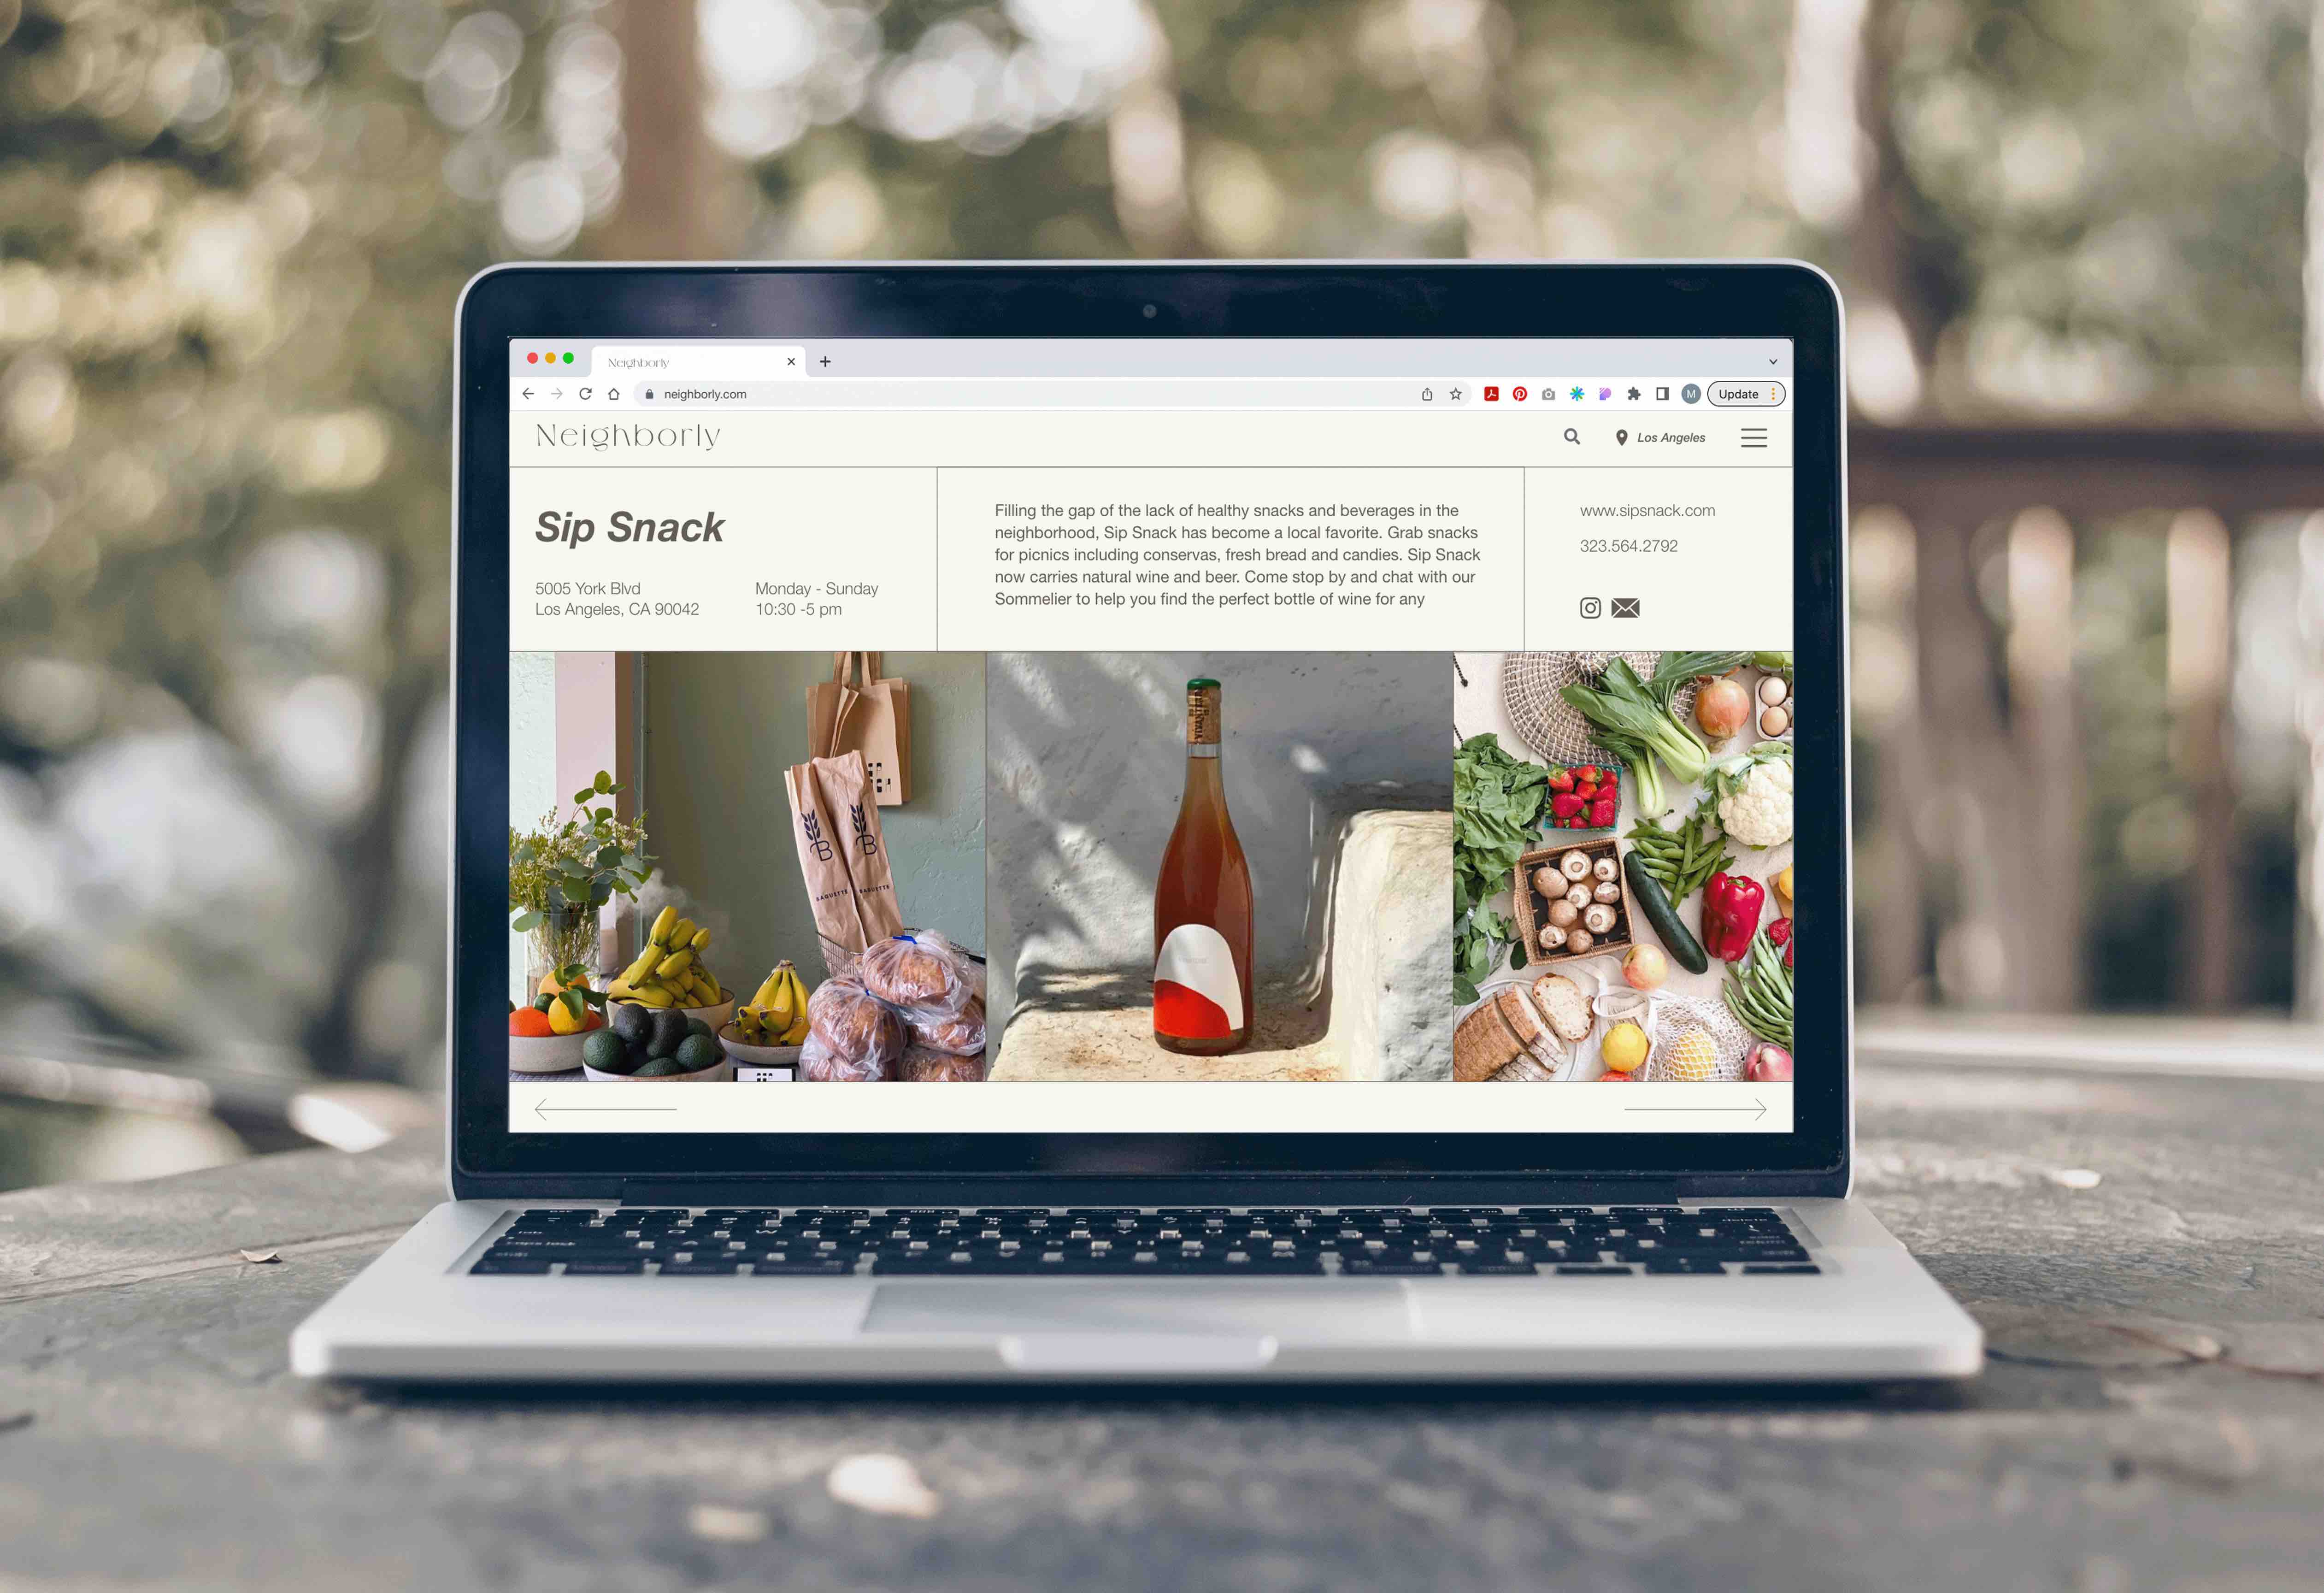 Neighborly
neighborly.com
M
Update
Neighborly
Los Angeles
Sip Snack
5005 York Blvd
Los Angeles, CA 90042
Monday - Sunday
10:30 -5 pm
Filling the gap of the lack of healthy snacks and beverages in the
neighborhood, Sip Snack has become a local favorite. Grab snacks
for picnics including conservas, fresh bread and candies. Sip Snack
now carries natural wine and beer. Come stop by and chat with our
Sommelier to help you find the perfect bottle of wine for any
www.sipsnack.com
323.564.2792
B
B
BAGUETTE
BAGUETTE